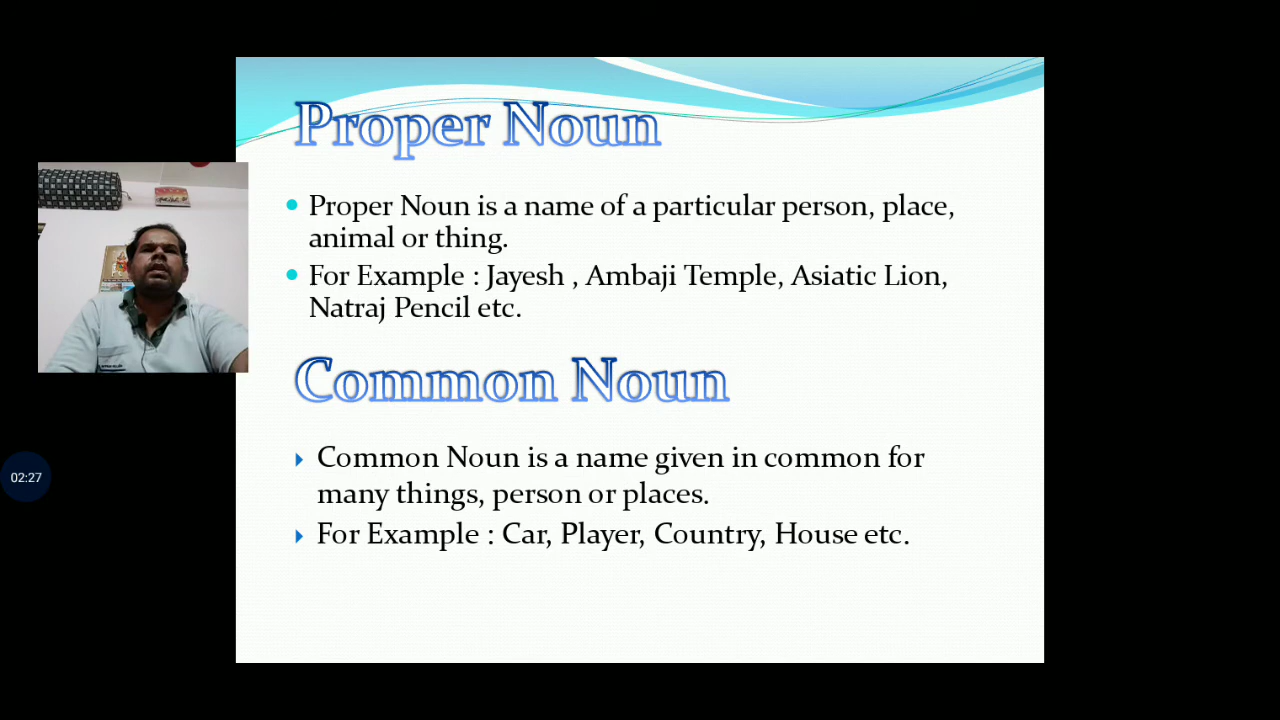 Proper Noun
Proper Noun is a name of a particular person, place,
animal or thing.
For Example : Jayesh , Ambaji Temple, Asiatic Lion,
Natraj Pencil etc.
Common Noun
Common Noun is a name given in common for
many things, person or places.
For Example : Car, Player, Country, House etc.
02:27